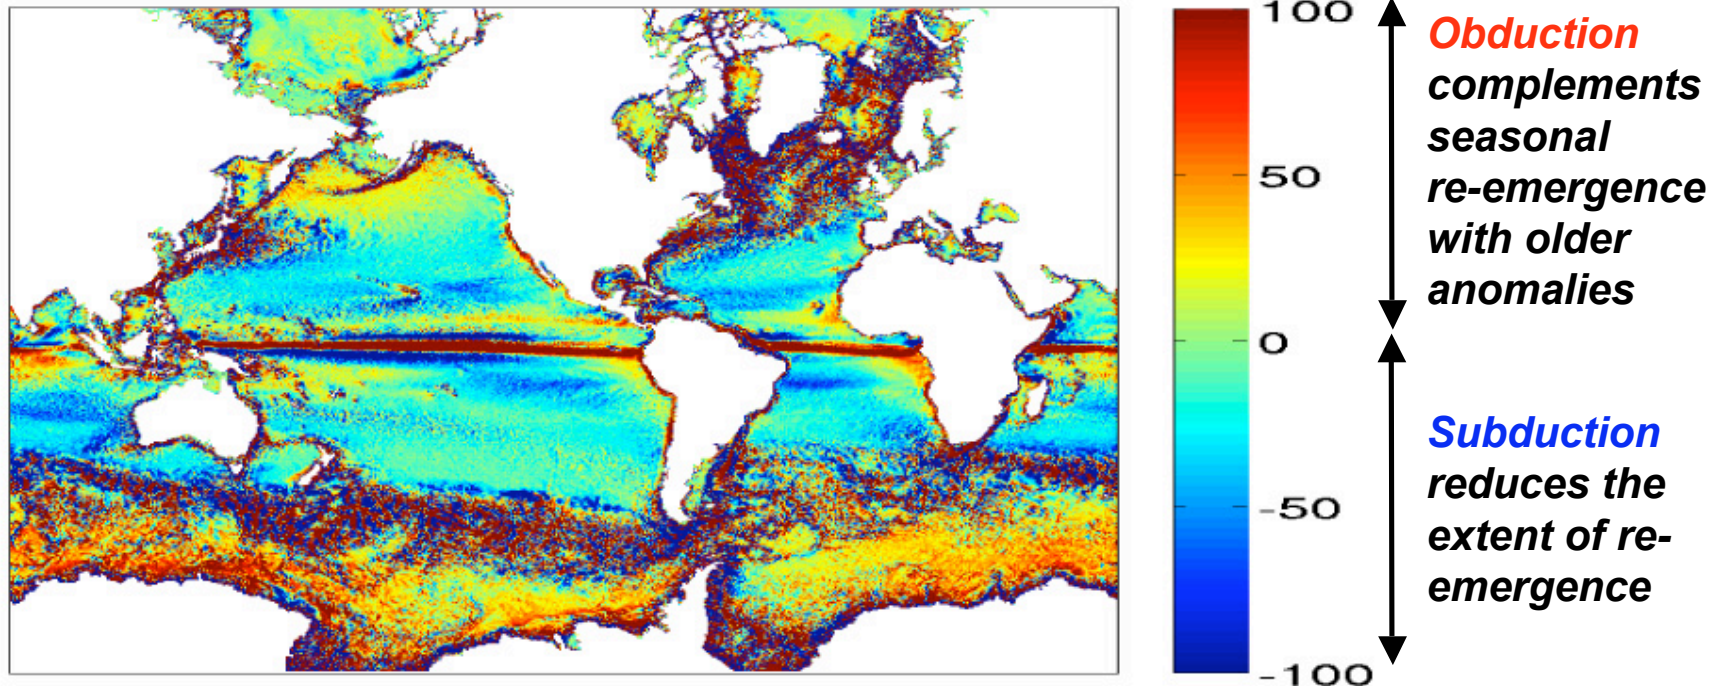 100
50
0
-50
-100
Obduction
complements
seasonal
re-emergence
with older
anomalies
Subduction
reduces the
extent of re-
emergence